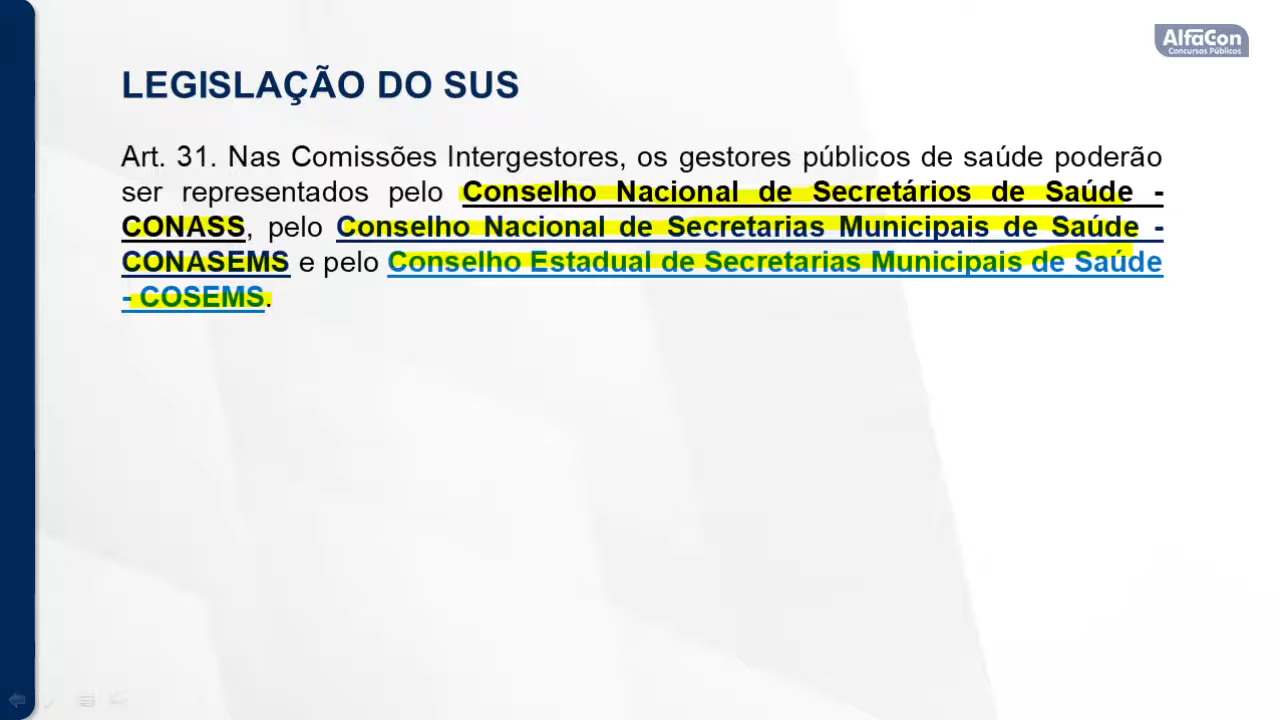 AlfaCon
Concursos Públicos
LEGISLAÇÃO DO SUS
Art. 31. Nas Comissões Intergestores, os gestores públicos de saúde poderão
ser representados pelo Conselho Nacional de Secretários de Saúde -
CONASS, pelo Conselho Nacional de Secretarias Municipais de Saúde -
CONASEMS e pelo Conselho Estadual de Secretarias Municipais de Saúde
- COSEMS.